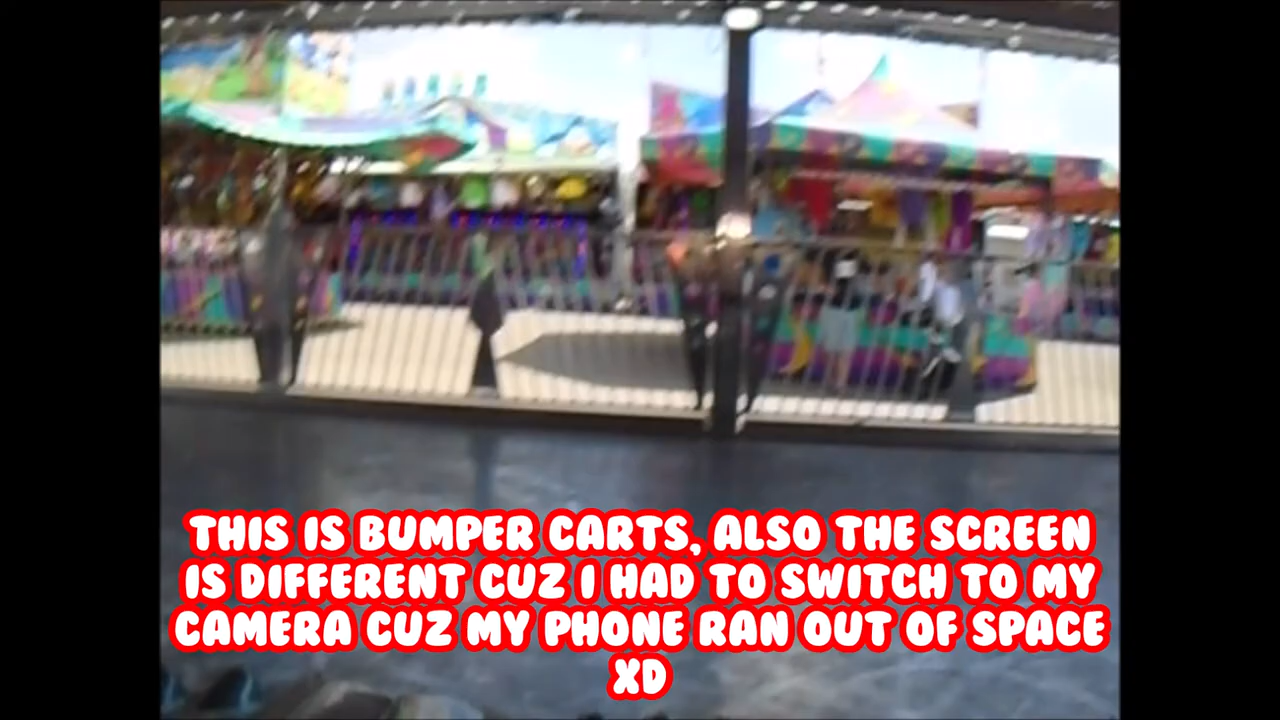 THIS IS BUMPER CARTS, ALSO THE SCREEN
IS DIFFERENT CUZ I HAD TO SWITCH TO MY
CAMERA CUZ MY PHONE RAN OUT OF SPACE
XD